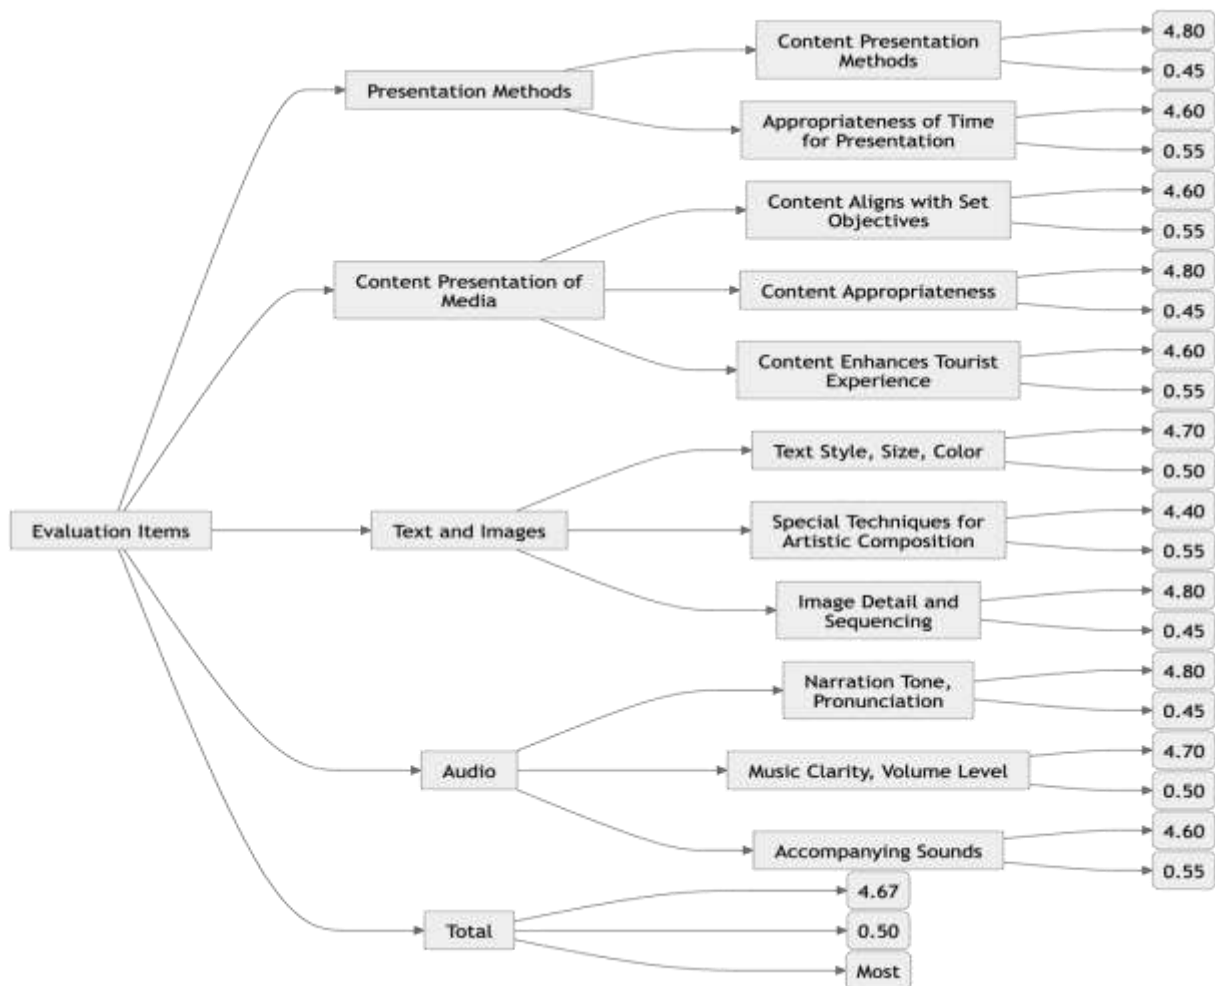 Evaluation Items
Presentation Methods
Content Presentation
Methods
4.80
0.45
Appropriateness of Time
for Presentation
4.60
0.55
Content Presentation of
Media
Content Aligns with Set
Objectives
4.60
0.55
Content Appropriateness
4.80
0.45
Content Enhances Tourist
Experience
4.60
0.55
Text and Images
Text Style, Size, Color
4.70
0.50
Special Techniques for
Artistic Composition
4.40
0.55
Image Detail and
Sequencing
4.80
0.45
Audio
Narration Tone,
Pronunciation
4.80
0.45
Music Clarity, Volume Level
4.70
0.50
Accompanying Sounds
4.60
0.55
Total
4.67
0.50
Most